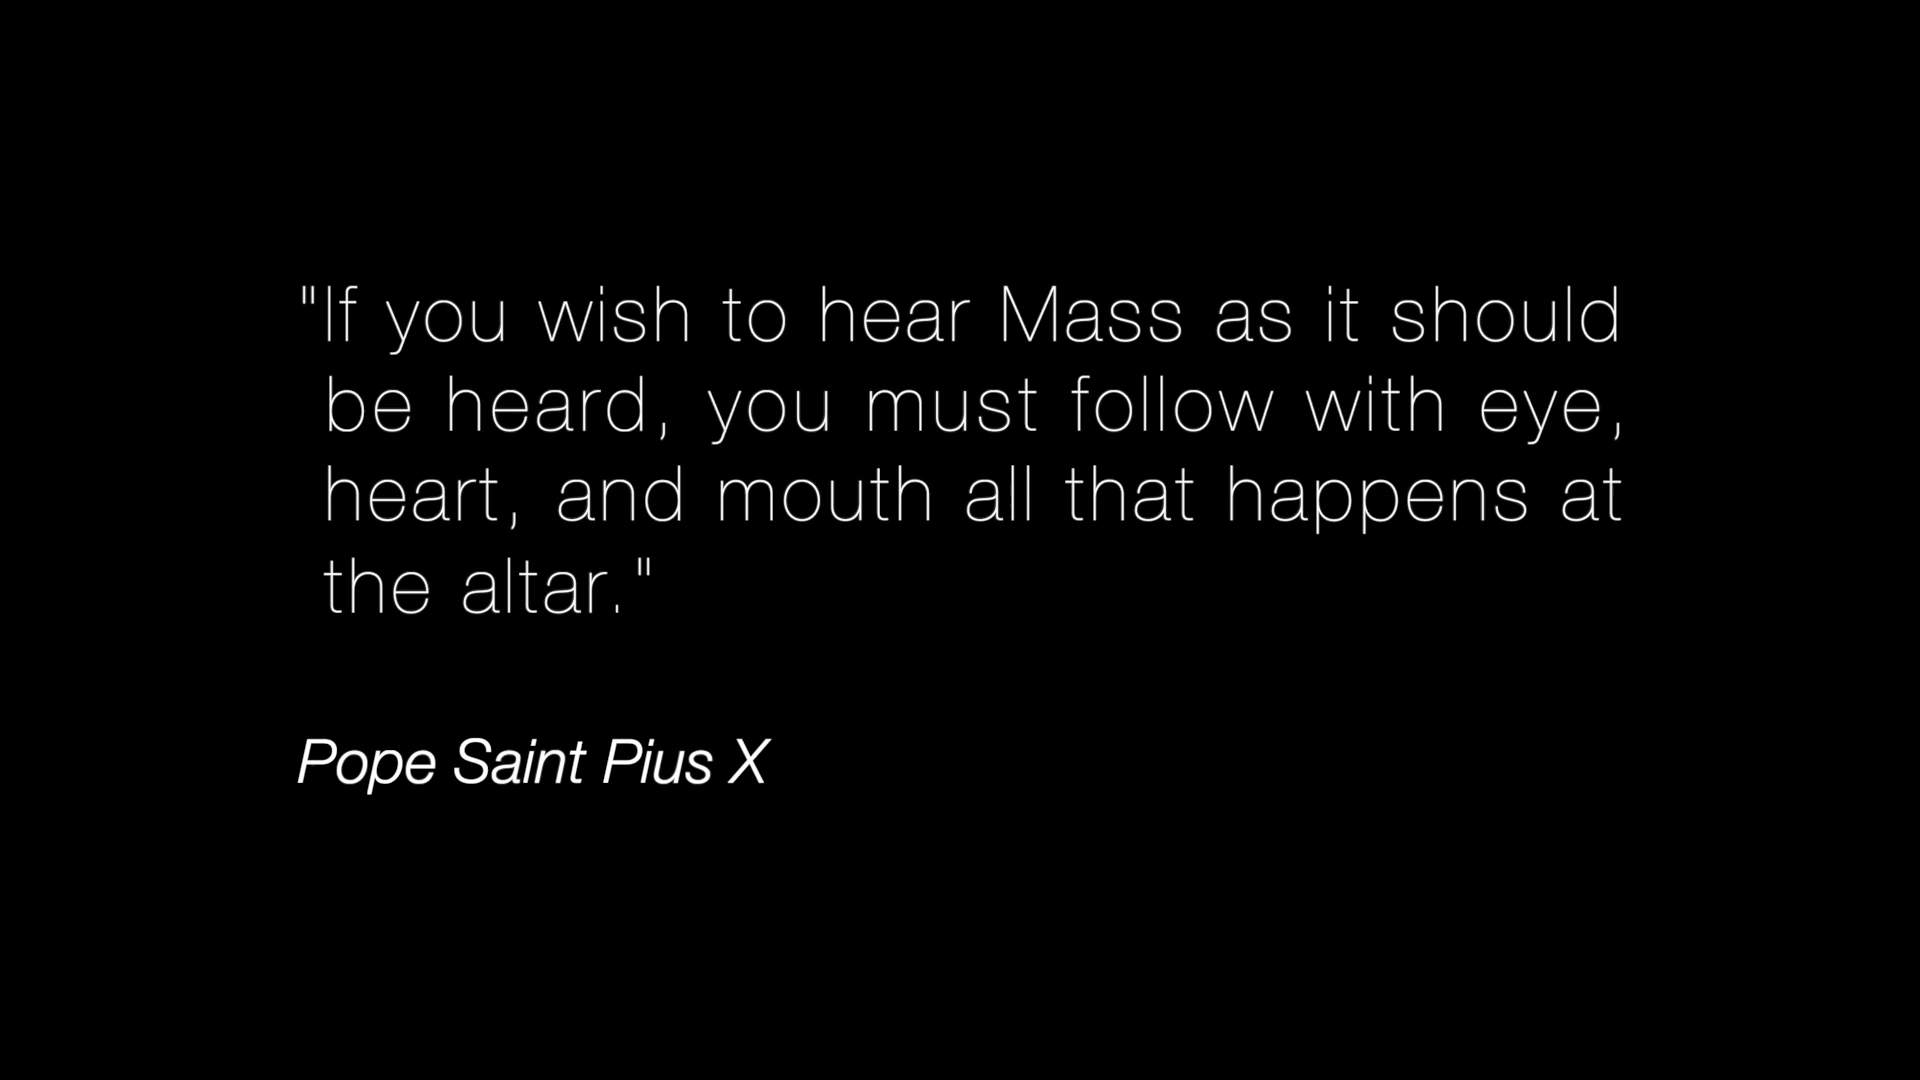 "If you wish to hear Mass as it should
be heard, you must follow with eye,
heart, and mouth all that happens at
the altar."
Pope Saint Pius X